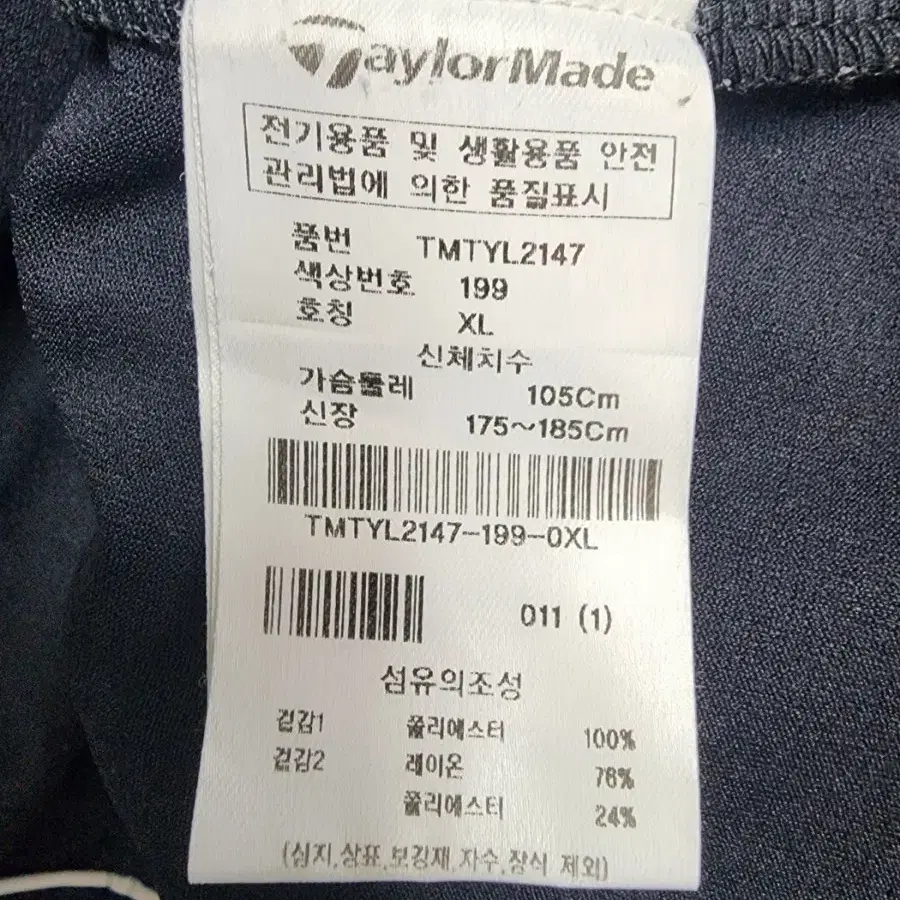 TaylorMade
전기용품 및 생활용품 안전
관리법에 의한 품질표시
품번 TMTYL2147
색상번호 199
호칭 XL
신체치수
가슴둘레 105Cm
신장 175~185Cm
TMTYL2147-199-0XL
011 (1)
섬유의조성
겉감1 폴리에스터 100%
겉감2 레이온 76%
폴리에스터 24%
(심지,상표,보강재,자수,장식 제외)